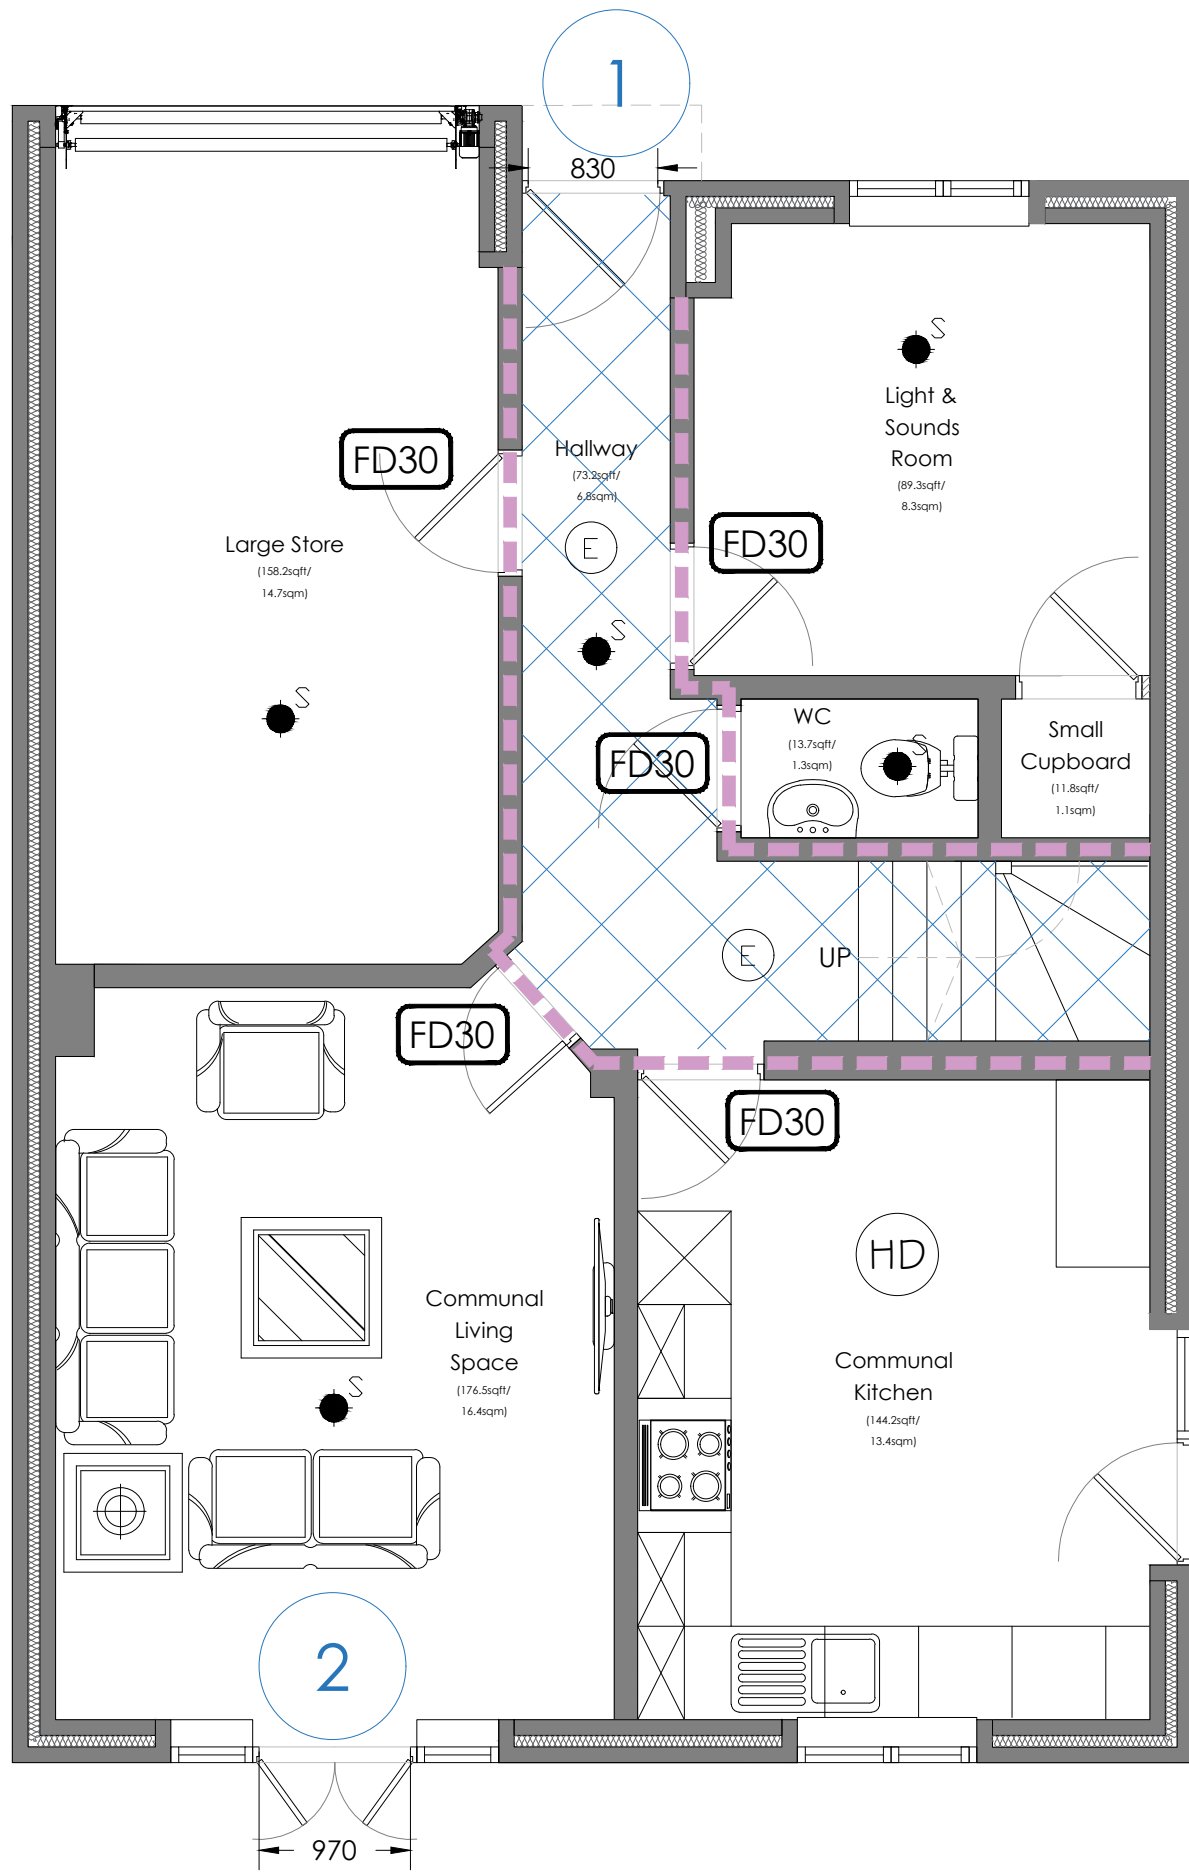 1
830
S
Light &
Sounds
Room
(89.3sqft/
8.3sqm)
FD30
Hallway
(73.2sqft/
6.8sqm)
E
FD30
Large Store
(158.2sqft/
14.7sqm)
S
S
WC
(13.7sqft/
1.3sqm)
S
FD30
Small
Cupboard
(11.8sqft/
1.1sqm)
E
UP
FD30
FD30
HD
Communal
Living
Space
(176.5sqft/
16.4sqm)
S
Communal
Kitchen
(144.2sqft/
13.4sqm)
2
970